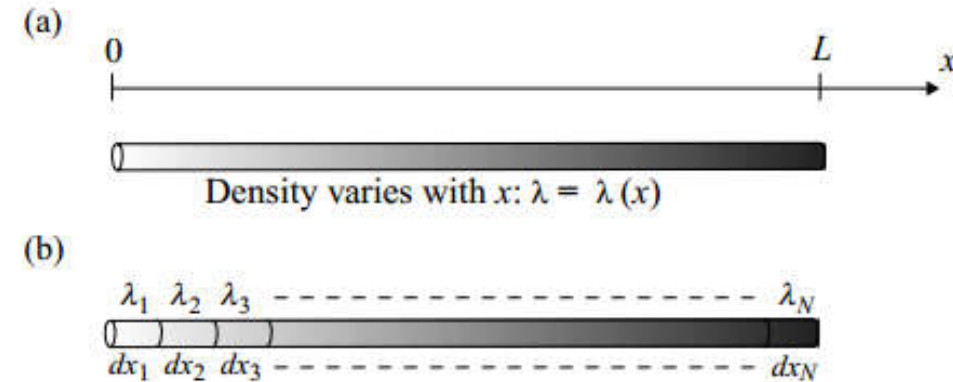 (a)
0 L x
Density varies with x: λ = λ (x)
(b)
λ1 λ2 λ3 λN
dx1 dx2 dx3 dxN